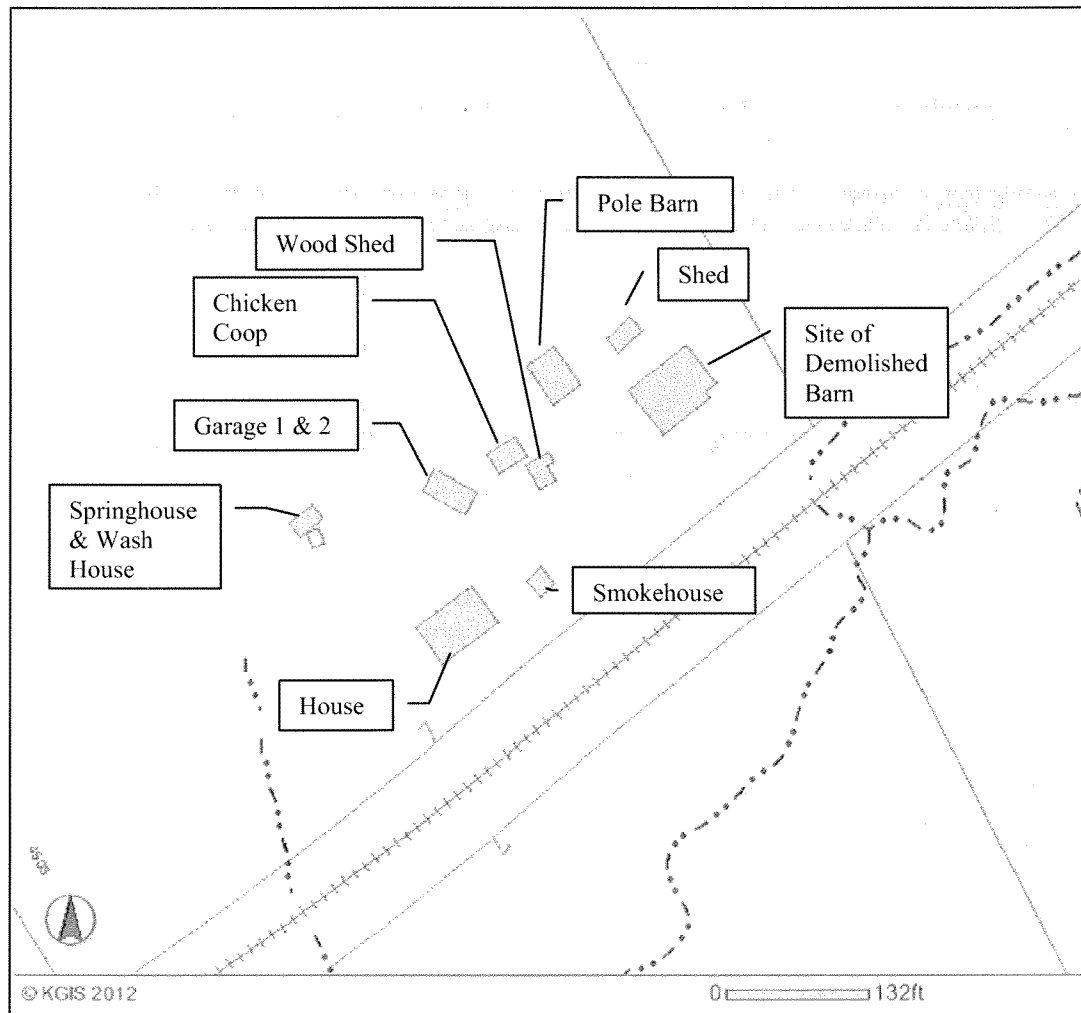 Pole Barn
Wood Shed
Shed
Chicken
Coop
Site of
Demolished
Barn
Garage 1 & 2
Springhouse
& Wash
House
Smokehouse
House
© KGIS 2012
0
132ft